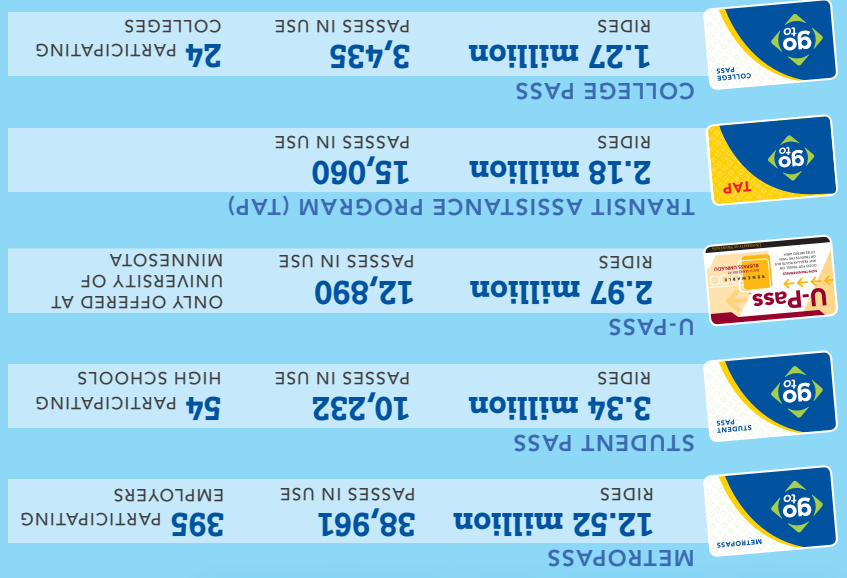 METROPASS
12.52 million
RIDES
38,961
PASSES IN USE
395 PARTICIPATING
EMPLOYERS
go
to
METROPASS
STUDENT PASS
3.34 million
RIDES
10,232
PASSES IN USE
54 PARTICIPATING
HIGH SCHOOLS
go
to
STUDENT
PASS
U-PASS
2.97 million
RIDES
12,890
PASSES IN USE
ONLY OFFERED AT
UNIVERSITY OF
MINNESOTA
U-Pass
RENEWABLE
TRANSIT ASSISTANCE PROGRAM (TAP)
2.18 million
RIDES
15,060
PASSES IN USE
go
to
TAP
COLLEGE PASS
1.27 million
RIDES
3,435
PASSES IN USE
24 PARTICIPATING
COLLEGES
go
to
COLLEGE
PASS